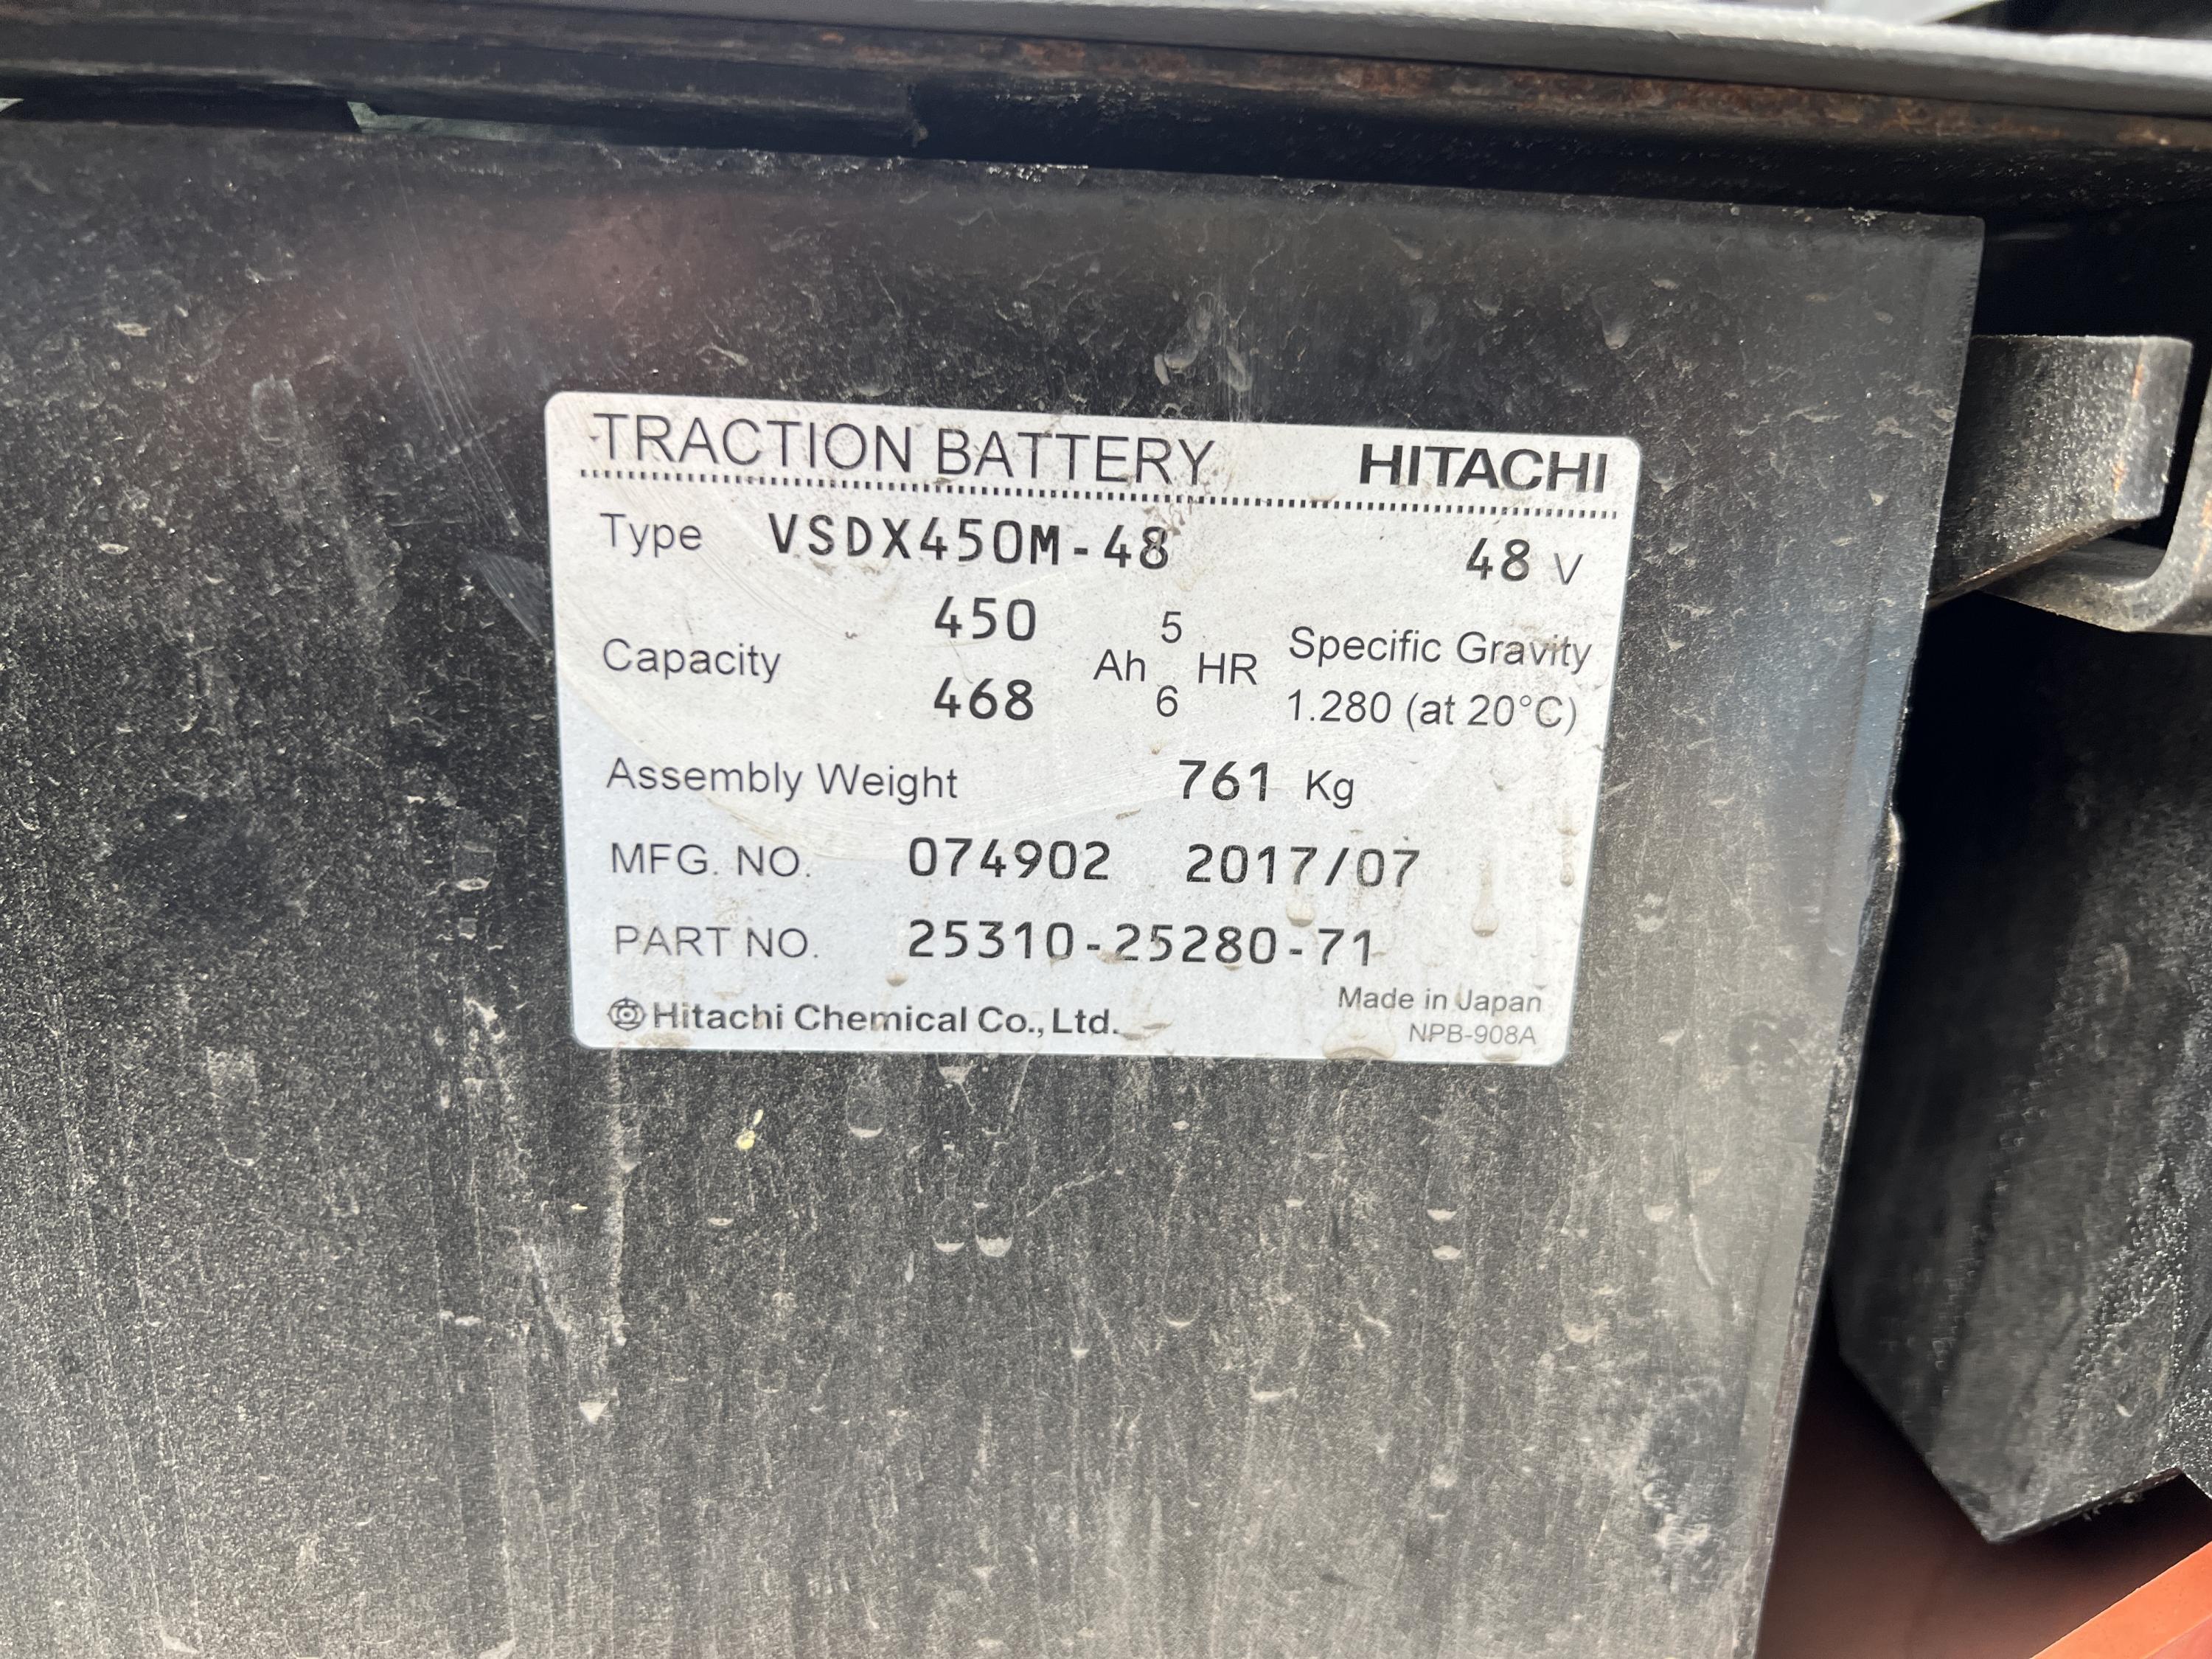 TRACTION BATTERY HITACHI
Type VSDX450M-48 48 V
450 5
Capacity Ah HR Specific Gravity
468 6 1.280 (at 20°C)
Assembly Weight 761 Kg
MFG. NO. 074902 2017/07
PART NO. 25310-25280-71
Hitachi Chemical Co., Ltd. Made in Japan
NPB-908A